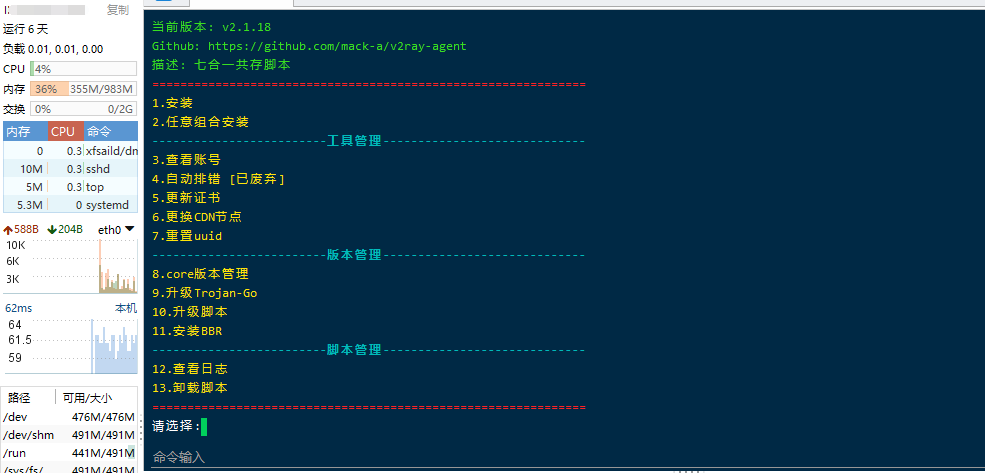 复制
运行 6 天
负载 0.01, 0.01, 0.00
CPU 4%
内存 36% 355M/983M
交换 0% 0/2G
内存 CPU 命令
0 0.3 xfsaild/dm
10M 0.3 sshd
5M 0.3 top
5.3M 0 systemd
588B 204B eth0
10K
6K
3K
62ms 本机
64
61.5
59
路径 可用/大小
/dev 476M/476M
/dev/shm 491M/491M
/run 441M/491M
/sys/fs/ 491M/491M
当前版本: v2.1.18
Github: https://github.com/mack-a/v2ray-agent
描述: 七合一共存脚本
==============================================================
1.安装
2.任意组合安装
-------------------------工具管理-----------------------------
3.查看账号
4.自动排错 [已废弃]
5.更新证书
6.更换CDN节点
7.重置uuid
-------------------------版本管理-----------------------------
8.core版本管理
9.升级Trojan-Go
10.升级脚本
11.安装BBR
-------------------------脚本管理-----------------------------
12.查看日志
13.卸载脚本
==============================================================
请选择:
命令输入